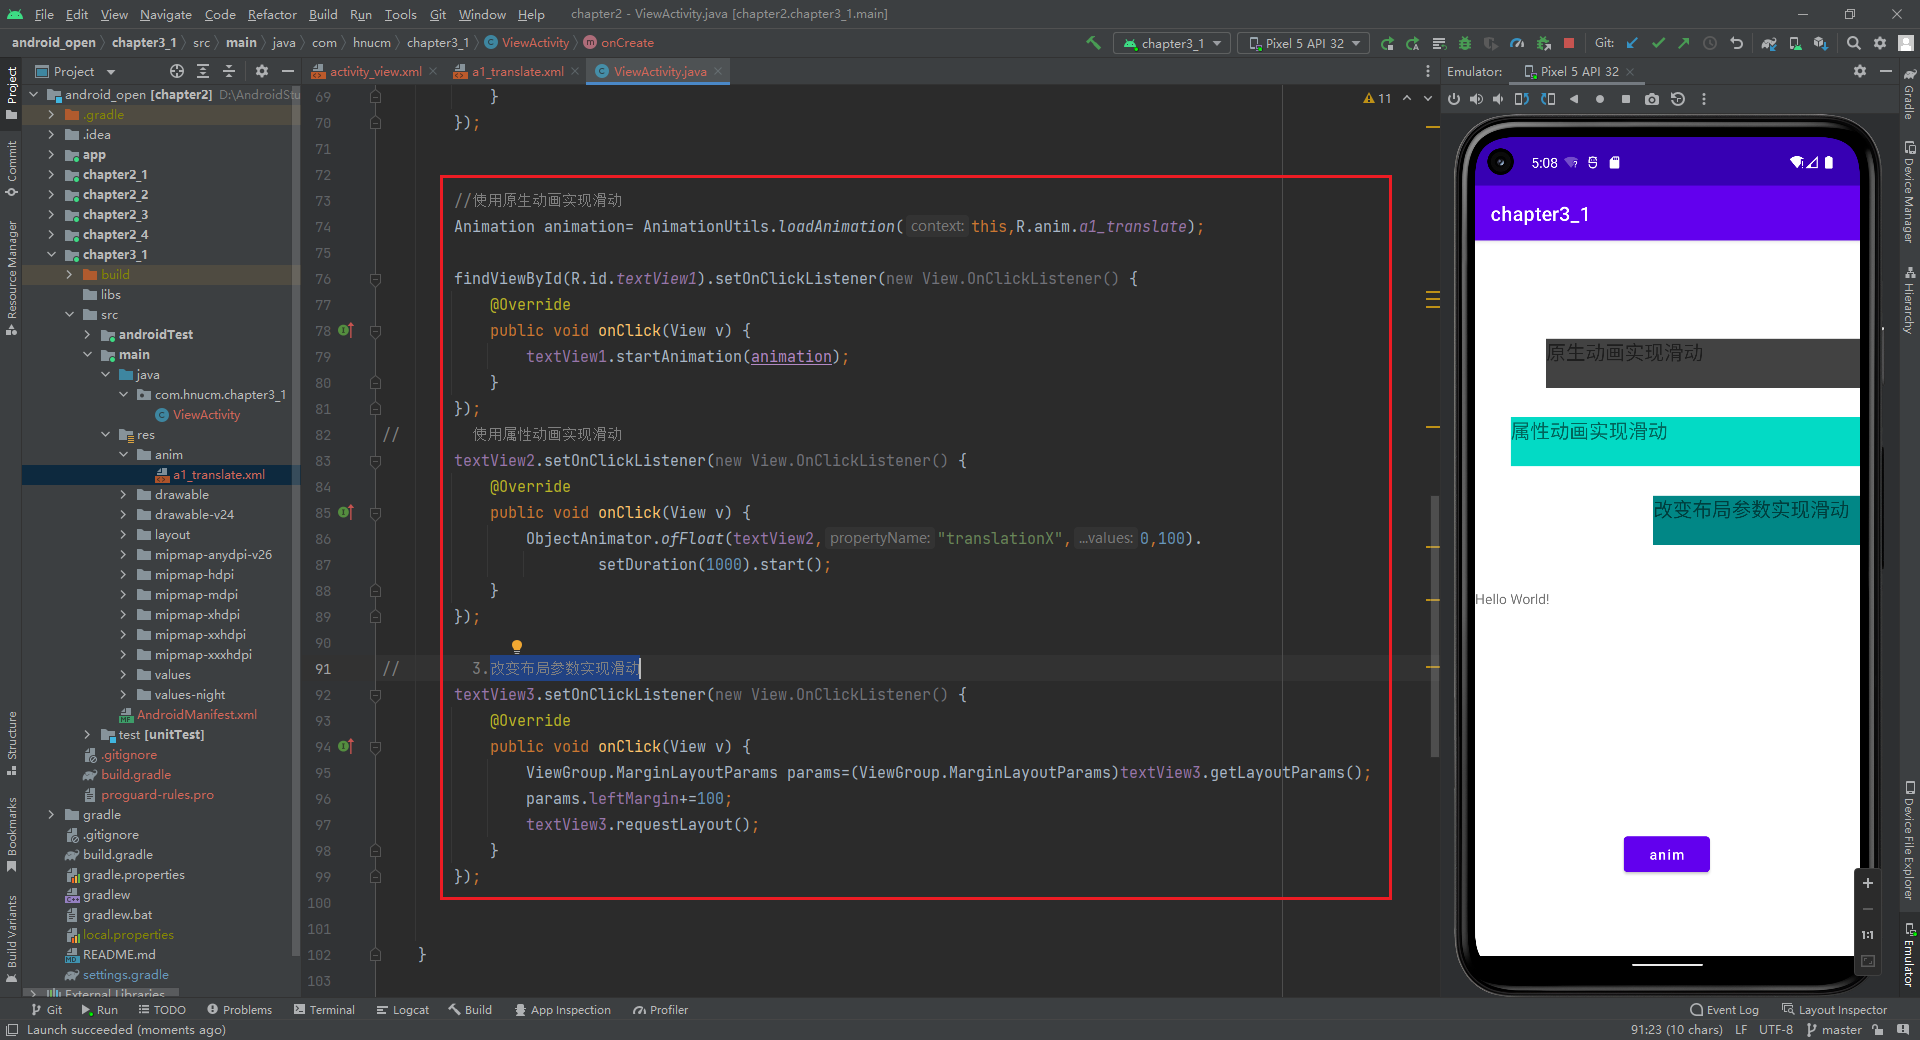 File Edit View Navigate Code Refactor Build Run Tools Git Window Help chapter2 - ViewActivity.java [chapter2.chapter3_1.main]
android_open chapter3_1 src main java com hnucm chapter3_1 ViewActivity onCreate
chapter3_1 Pixel 5 API 32 Git:
Project
activity_view.xml a1_translate.xml ViewActivity.java
Emulator: Pixel 5 API 32
Project
Commit
Resource Manager
Structure
Bookmarks
Build Variants
android_open [chapter2] D:\AndroidStu
.gradle
.idea
app
chapter2_1
chapter2_2
chapter2_3
chapter2_4
chapter3_1
build
libs
src
androidTest
main
java
com.hnucm.chapter3_1
ViewActivity
res
anim
a1_translate.xml
drawable
drawable-v24
layout
mipmap-anydpi-v26
mipmap-hdpi
mipmap-mdpi
mipmap-xhdpi
mipmap-xxhdpi
mipmap-xxxhdpi
values
values-night
AndroidManifest.xml
test [unitTest]
.gitignore
build.gradle
proguard-rules.pro
gradle
.gitignore
build.gradle
gradle.properties
gradlew
gradlew.bat
local.properties
README.md
settings.gradle
External Libraries
11
69 }
70 });
71
72
73 //使用原生动画实现滑动
74 Animation animation= AnimationUtils.loadAnimation( context: this,R.anim.a1_translate);
75
76 findViewById(R.id.textView1).setOnClickListener(new View.OnClickListener() {
77 @Override
78 public void onClick(View v) {
79 textView1.startAnimation(animation);
80 }
81 });
82 // 使用属性动画实现滑动
83 textView2.setOnClickListener(new View.OnClickListener() {
84 @Override
85 public void onClick(View v) {
86 ObjectAnimator.ofFloat(textView2, propertyName: "translationX", ...values: 0,100).
87 setDuration(1000).start();
88 }
89 });
90
91 // 3.改变布局参数实现滑动
92 textView3.setOnClickListener(new View.OnClickListener() {
93 @Override
94 public void onClick(View v) {
95 ViewGroup.MarginLayoutParams params=(ViewGroup.MarginLayoutParams)textView3.getLayoutParams();
96 params.leftMargin+=100;
97 textView3.requestLayout();
98 }
99 });
100
101
102 }
103
5:08
chapter3_1
原生动画实现滑动
属性动画实现滑动
改变布局参数实现滑动
Hello World!
anim
1:1
Gradle
Device Manager
Hierarchy
Device File Explorer
Emulator
Git Run TODO Problems Terminal Logcat Build App Inspection Profiler Event Log Layout Inspector
Launch succeeded (moments ago) 91:23 (10 chars) LF UTF-8 master